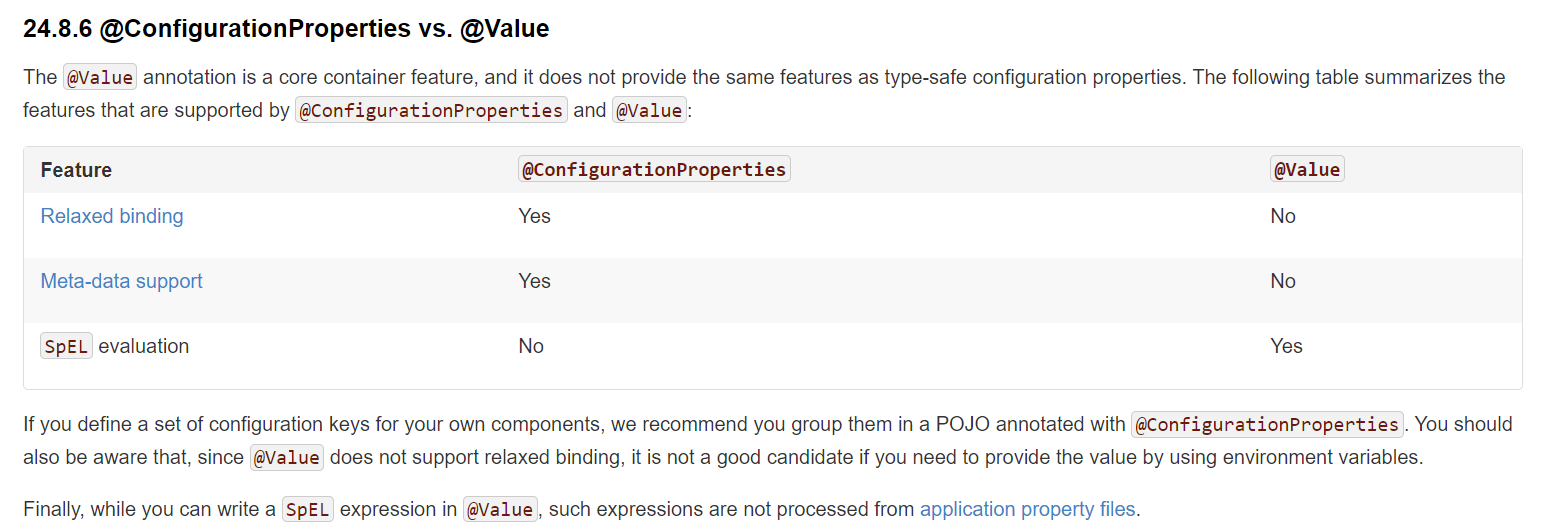 24.8.6 @ConfigurationProperties vs. @Value
The @Value annotation is a core container feature, and it does not provide the same features as type-safe configuration properties. The following table summarizes the
features that are supported by @ConfigurationProperties and @Value:
Feature @ConfigurationProperties @Value
Relaxed binding Yes No
Meta-data support Yes No
SpEL evaluation No Yes
If you define a set of configuration keys for your own components, we recommend you group them in a POJO annotated with @ConfigurationProperties. You should
also be aware that, since @Value does not support relaxed binding, it is not a good candidate if you need to provide the value by using environment variables.
Finally, while you can write a SpEL expression in @Value, such expressions are not processed from application property files.